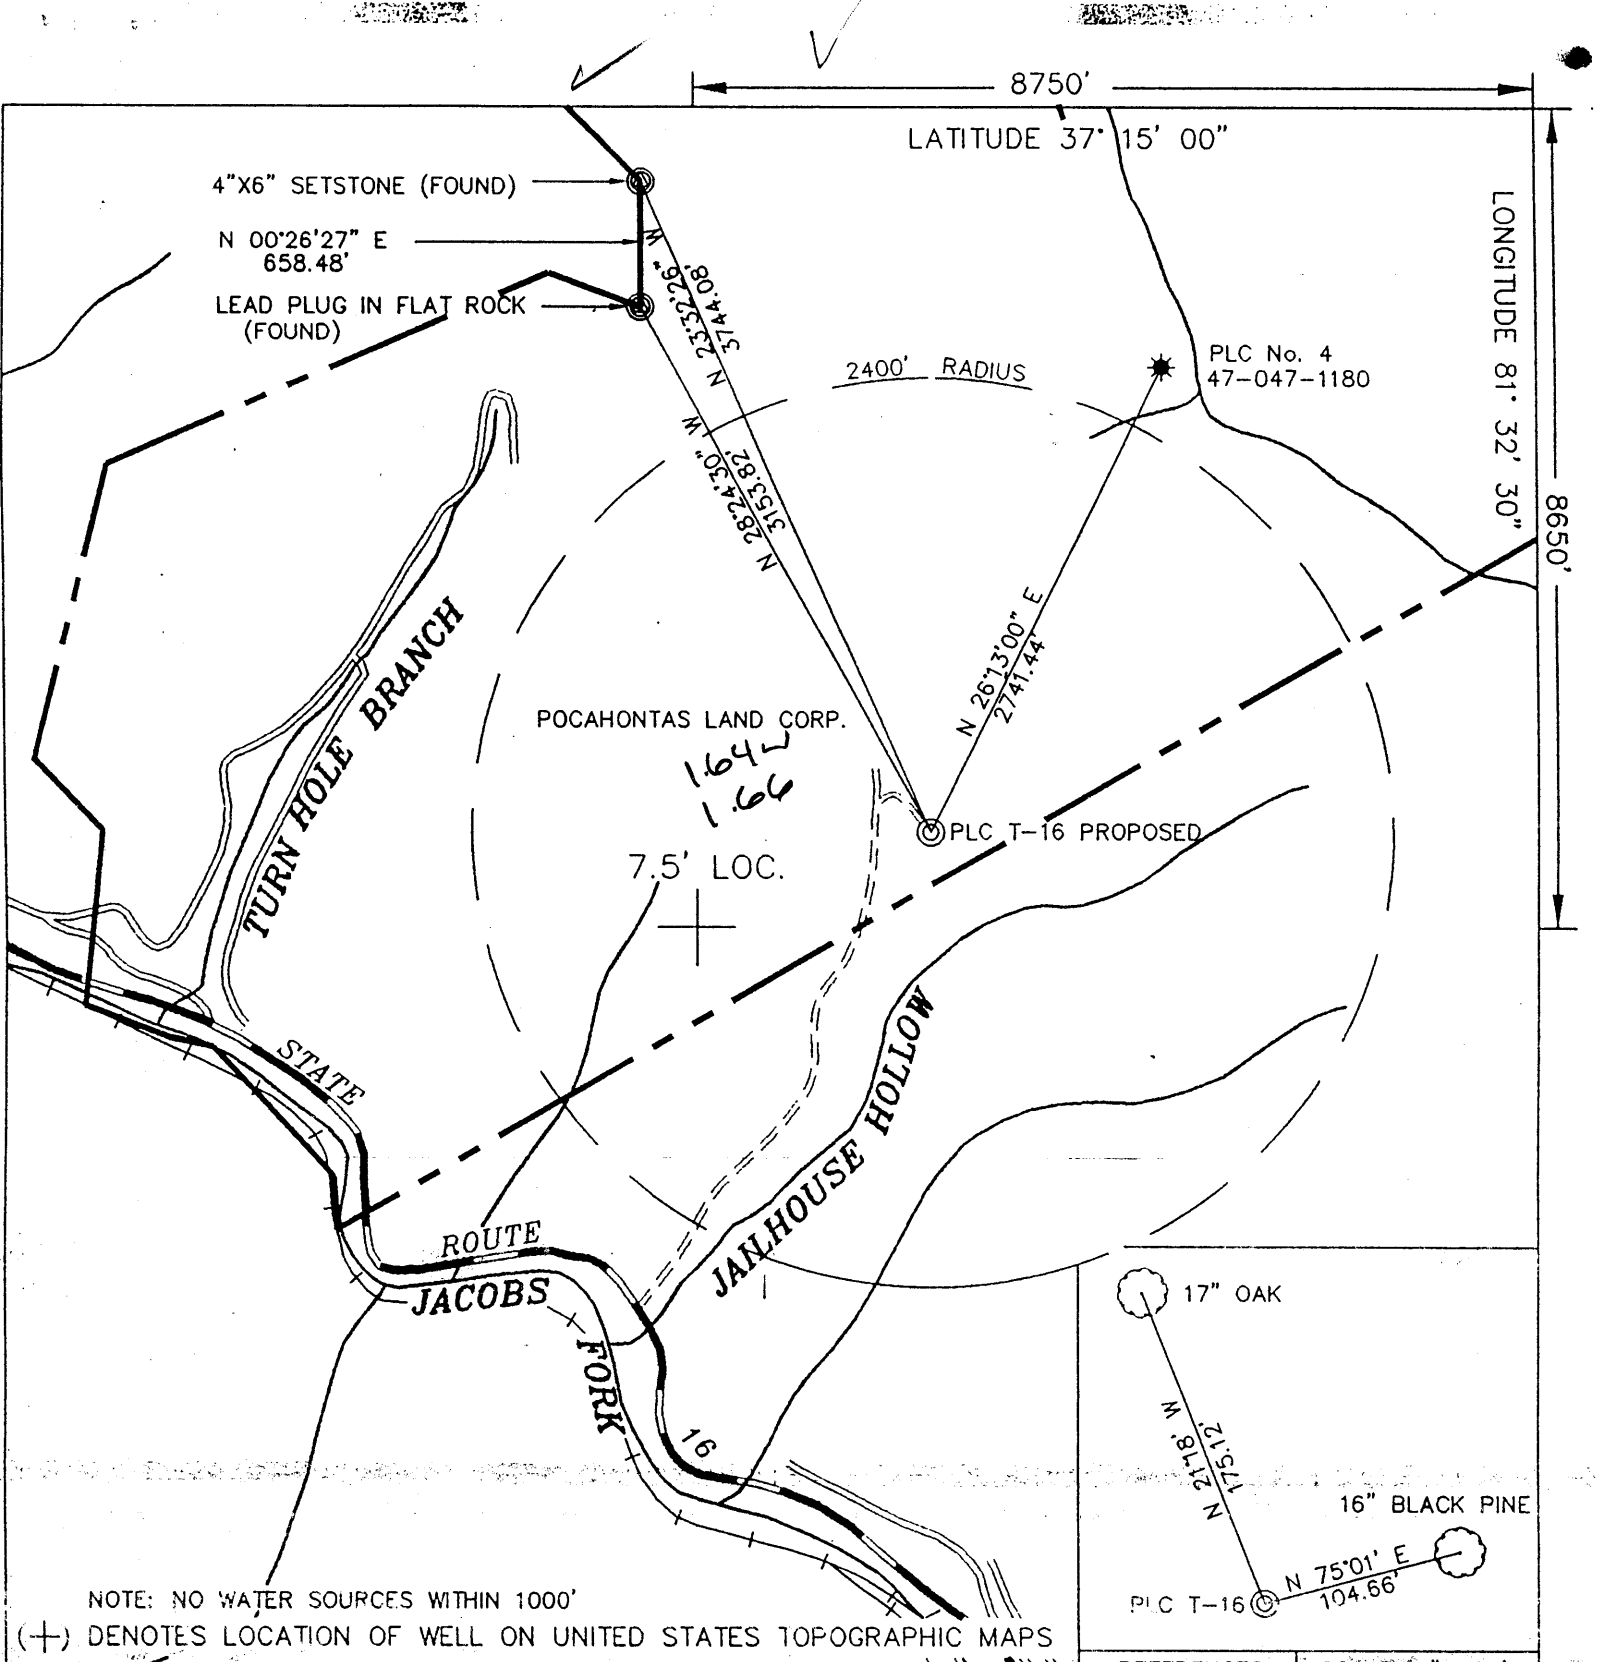 8750'
LATITUDE 37° 15' 00"
4"X6" SETSTONE (FOUND)
N 00°26'27" E
658.48'
LEAD PLUG IN FLAT ROCK
(FOUND)
N 23°32'26" W
3744.08'
N 28°24'30" W
3153.82'
2400' RADIUS
PLC No. 4
47-047-1180
LONGITUDE 81° 32' 30"
8650'
N 26°13'00" E
2741.44'
TURN HOLE BRANCH
POCAHONTAS LAND CORP.
1.64 W
1.66
PLC T-16 PROPOSED
7.5' LOC.
STATE
ROUTE
16
JACOBS
FORK
JAILHOUSE HOLLOW
17" OAK
N 21°18' W
175.12'
16" BLACK PINE
N 75°01' E
104.66'
PLC T-16
NOTE: NO WATER SOURCES WITHIN 1000'
(+) DENOTES LOCATION OF WELL ON UNITED STATES TOPOGRAPHIC MAPS